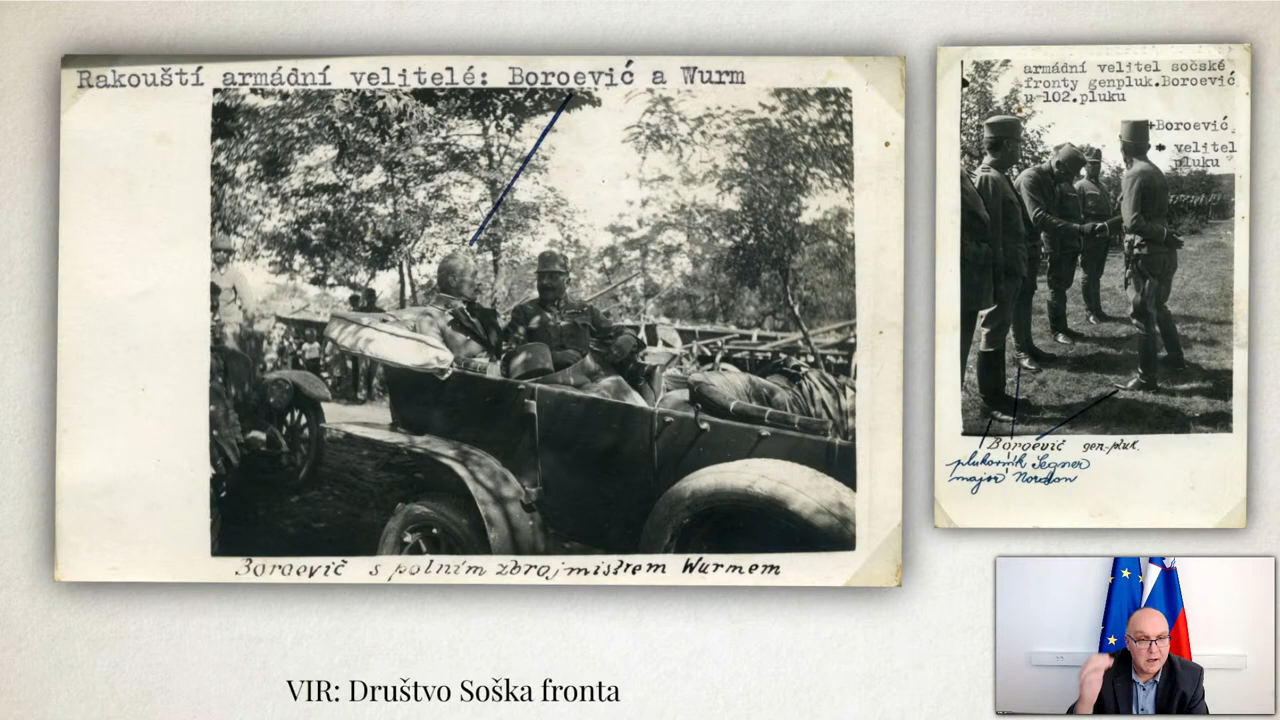 Rakouští armádní velitelé: Boroević a Wurm
Boroevič s polním zbrojmistrem Wurmem
armádní velitel sočské
fronty genpluk.Boroević
u 102.pluku
+Boroević
* velitel
pluku
Boroevič gen-pluk.
plukovník Segner
major Nordon
VIR: Društvo Soška fronta